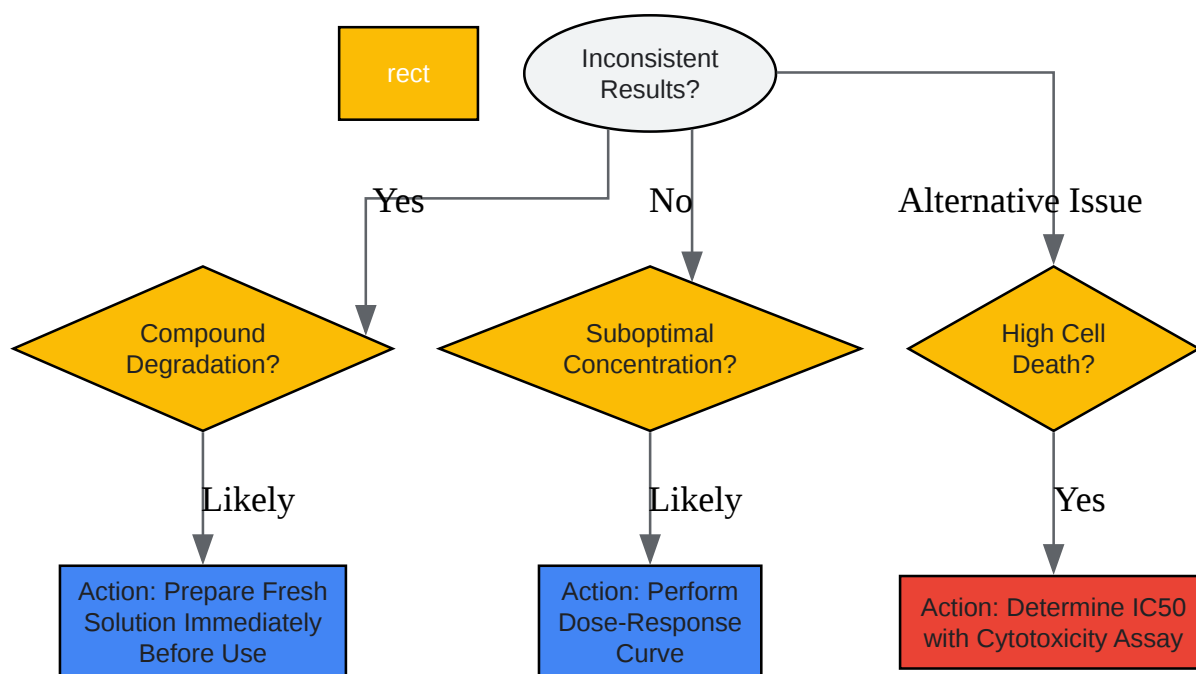 rect
Inconsistent
Results?
Yes
No
Alternative Issue
Compound
Degradation?
Suboptimal
Concentration?
High Cell
Death?
Likely
Likely
Yes
Action: Prepare Fresh
Solution Immediately
Before Use
Action: Perform
Dose-Response
Curve
Action: Determine IC50
with Cytotoxicity Assay